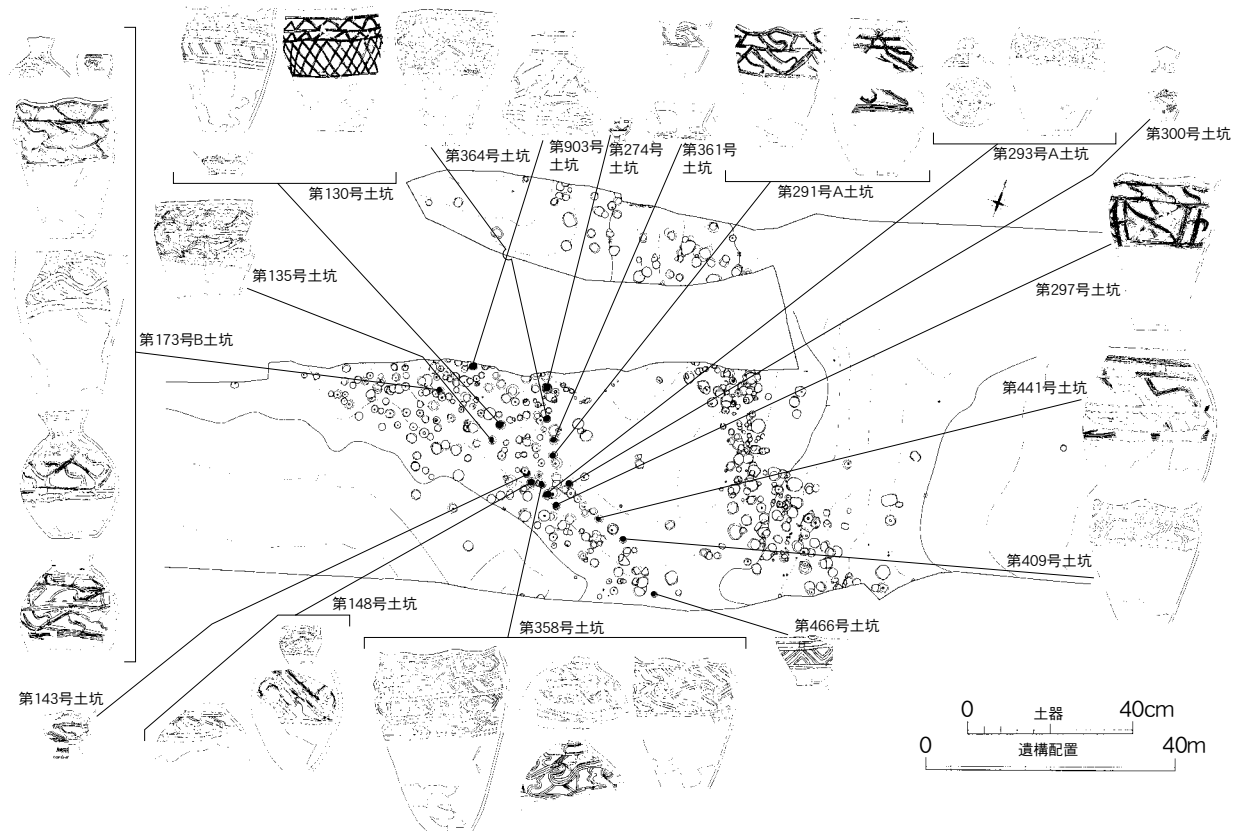 第364号土坑
第903号
土坑
第274号
土坑
第361号
土坑
第300号土坑
第293号A土坑
第130号土坑
第291号A土坑
第135号土坑
第297号土坑
第173号B土坑
第441号土坑
第409号土坑
第148号土坑
第358号土坑
第466号土坑
第143号土坑
0 土器 40cm
0 遺構配置 40m